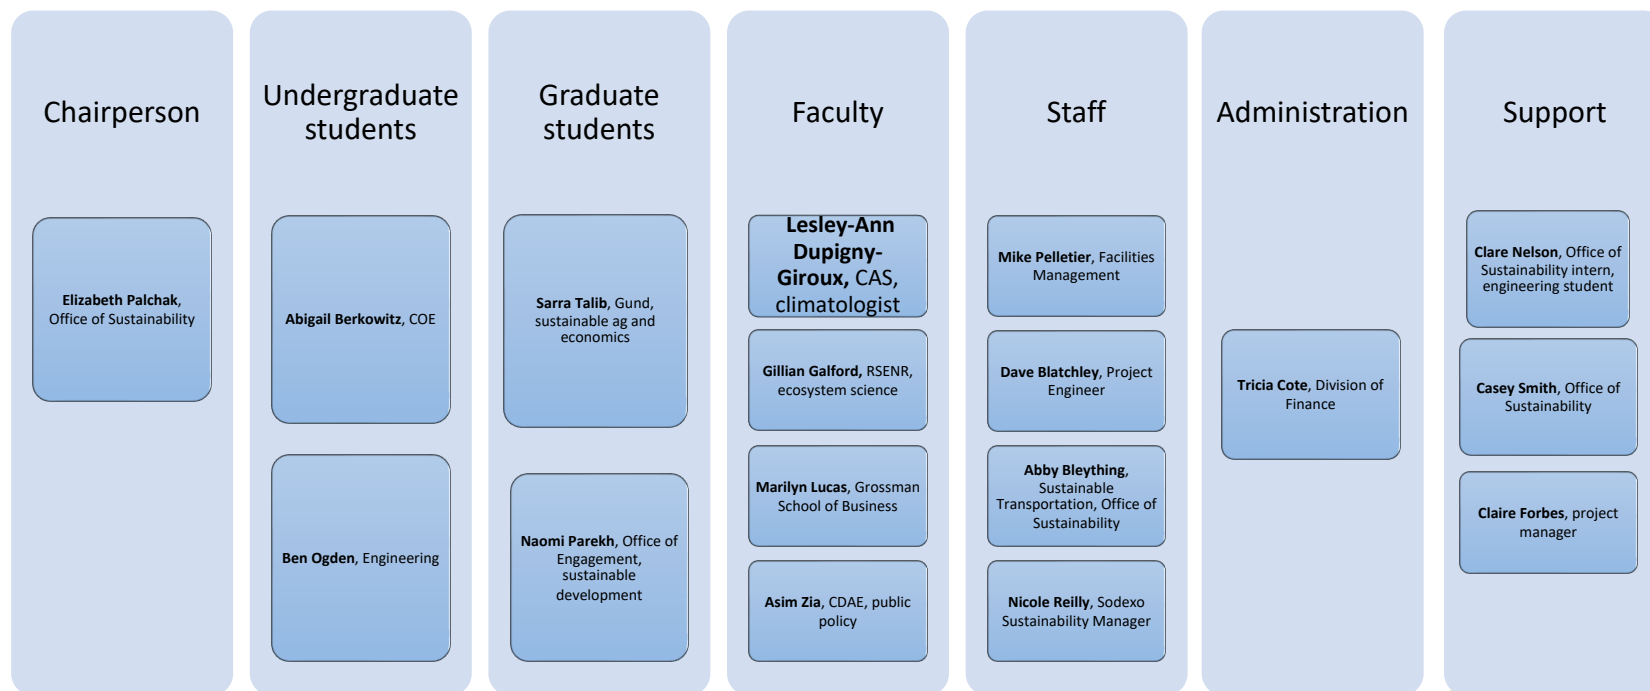 Chairperson
Elizabeth Palchak,
Office of Sustainability
Undergraduate
students
Abigail Berkowitz, COE
Ben Ogden, Engineering
Graduate
students
Sarra Talib, Gund,
sustainable ag and
economics
Naomi Parekh, Office of
Engagement,
sustainable
development
Faculty
Lesley-Ann
Dupigny-
Giroux, CAS,
climatologist
Gillian Galford, RSENR,
ecosystem science
Marilyn Lucas, Grossman
School of Business
Asim Zia, CDAE, public
policy
Staff
Mike Pelletier, Facilities
Management
Dave Blatchley, Project
Engineer
Abby Bleything,
Sustainable
Transportation, Office of
Sustainability
Nicole Reilly, Sodexo
Sustainability Manager
Administration
Tricia Cote, Division of
Finance
Support
Clare Nelson, Office of
Sustainability intern,
engineering student
Casey Smith, Office of
Sustainability
Claire Forbes, project
manager